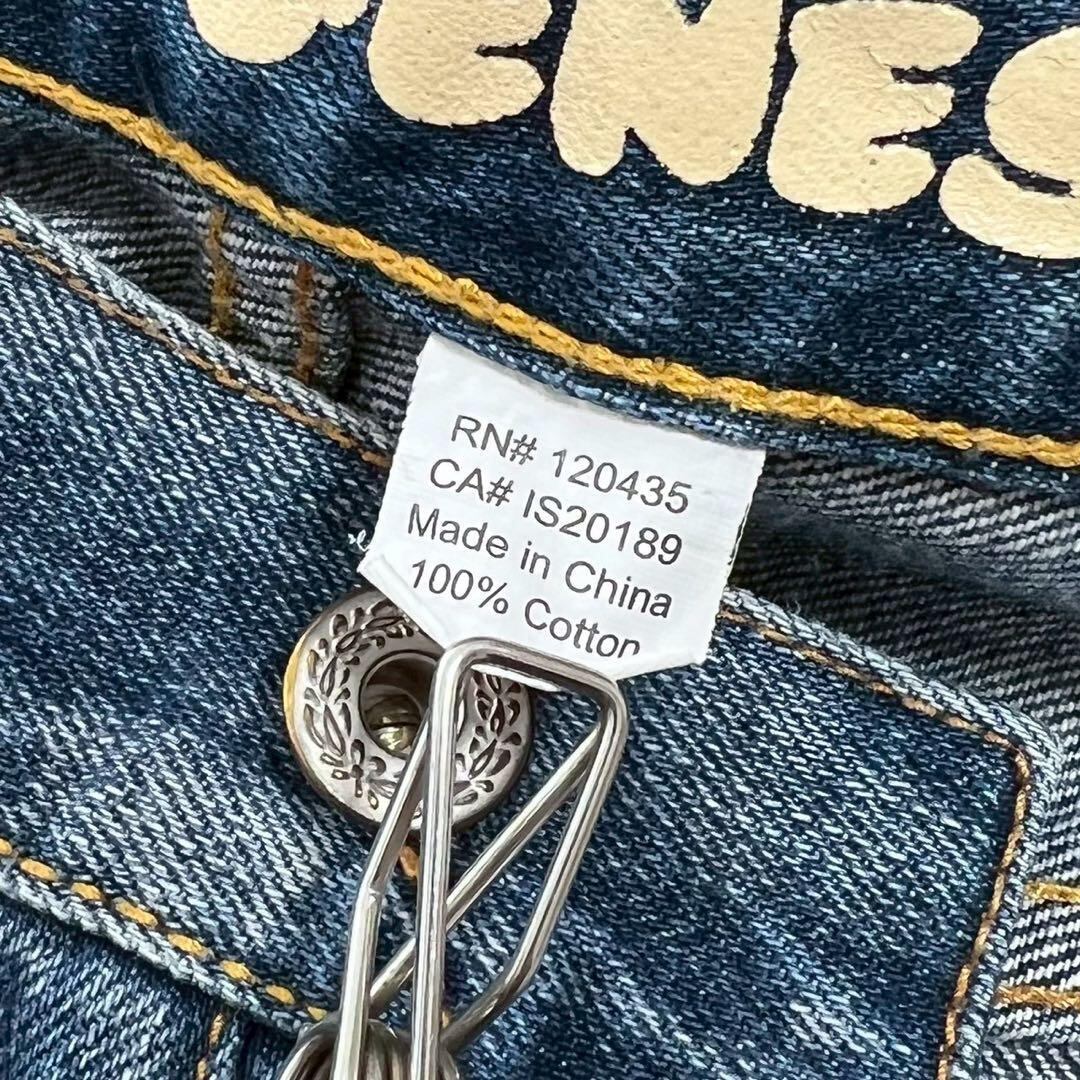 RN# 120435
CA# IS20189
Made in China
100% Cotton